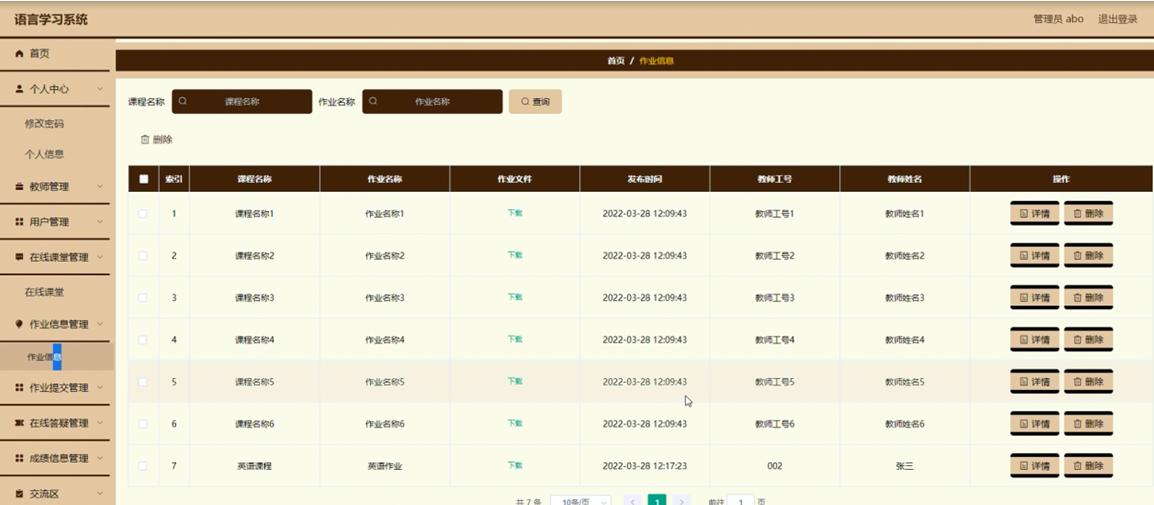 语言学习系统
管理员 abo 退出登录
首页
个人中心
修改密码
个人信息
教师管理
用户管理
在线课堂管理
在线课堂
作业信息管理
作业信息
作业提交管理
在线答疑管理
成绩信息管理
交流区
首页 / 作业信息
课程名称 课程名称 作业名称 作业名称 查询
删除
索引 课程名称 作业名称 作业文件 发布时间 教师工号 教师姓名 操作
1 课程名称1 作业名称1 下载 2022-03-28 12:09:43 教师工号1 教师姓名1 详情 删除
2 课程名称2 作业名称2 下载 2022-03-28 12:09:43 教师工号2 教师姓名2 详情 删除
3 课程名称3 作业名称3 下载 2022-03-28 12:09:43 教师工号3 教师姓名3 详情 删除
4 课程名称4 作业名称4 下载 2022-03-28 12:09:43 教师工号4 教师姓名4 详情 删除
5 课程名称5 作业名称5 下载 2022-03-28 12:09:43 教师工号5 教师姓名5 详情 删除
6 课程名称6 作业名称6 下载 2022-03-28 12:09:43 教师工号6 教师姓名6 详情 删除
7 英语课程 英语作业 下载 2022-03-28 12:17:23 002 张三 详情 删除
共 7 条 10条/页 1 前往 1 页